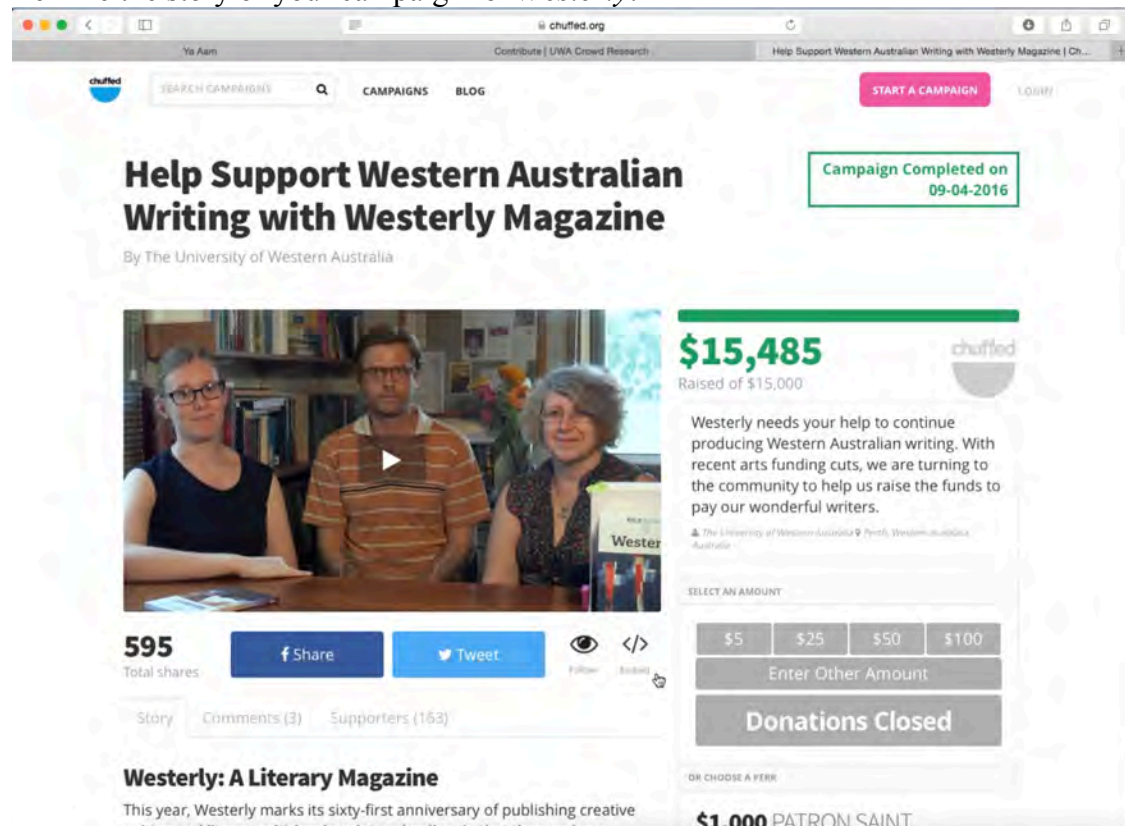 chuffed.org
Ya Aam
Contribute | UWA Crowd Research
Help Support Western Australian Writing with Westerly Magazine | Ch...
chuffed
SEARCH CAMPAIGNS
CAMPAIGNS BLOG
START A CAMPAIGN
LOGIN
Help Support Western Australian
Writing with Westerly Magazine
By The University of Western Australia
Campaign Completed on
09-04-2016
Wester
$15,485
chuffed
Raised of $15,000
Westerly needs your help to continue
producing Western Australian writing. With
recent arts funding cuts, we are turning to
the community to help us raise the funds to
pay our wonderful writers.
The University of Western Australia Perth, Western Australia,
Australia
SELECT AN AMOUNT
$5 $25 $50 $100
Enter Other Amount
Donations Closed
595
Total shares
Share
Tweet
Follow
Embed
Story Comments (3) Supporters (163)
Westerly: A Literary Magazine
This year, Westerly marks its sixty-first anniversary of publishing creative
OR CHOOSE A PERK
$1,000 PATRON SAINT